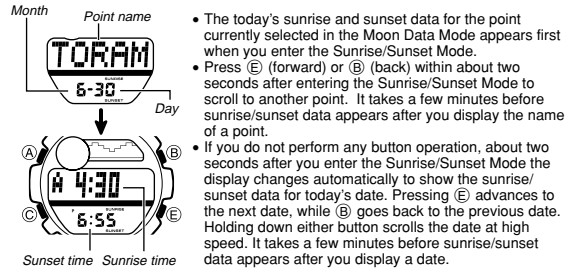 Month
Point name
TORAM
SUNRISE
6-30
SUNSET
Day
A
B
A 4:30
SUNRISE
P
6:55
SUNSET
C
E
Sunset time Sunrise time
• The today's sunrise and sunset data for the point
currently selected in the Moon Data Mode appears first
when you enter the Sunrise/Sunset Mode.
• Press Ⓔ (forward) or Ⓑ (back) within about two
seconds after entering the Sunrise/Sunset Mode to
scroll to another point. It takes a few minutes before
sunrise/sunset data appears after you display the name
of a point.
• If you do not perform any button operation, about two
seconds after you enter the Sunrise/Sunset Mode the
display changes automatically to show the sunrise/
sunset data for today's date. Pressing Ⓔ advances to
the next date, while Ⓑ goes back to the previous date.
Holding down either button scrolls the date at high
speed. It takes a few minutes before sunrise/sunset
data appears after you display a date.